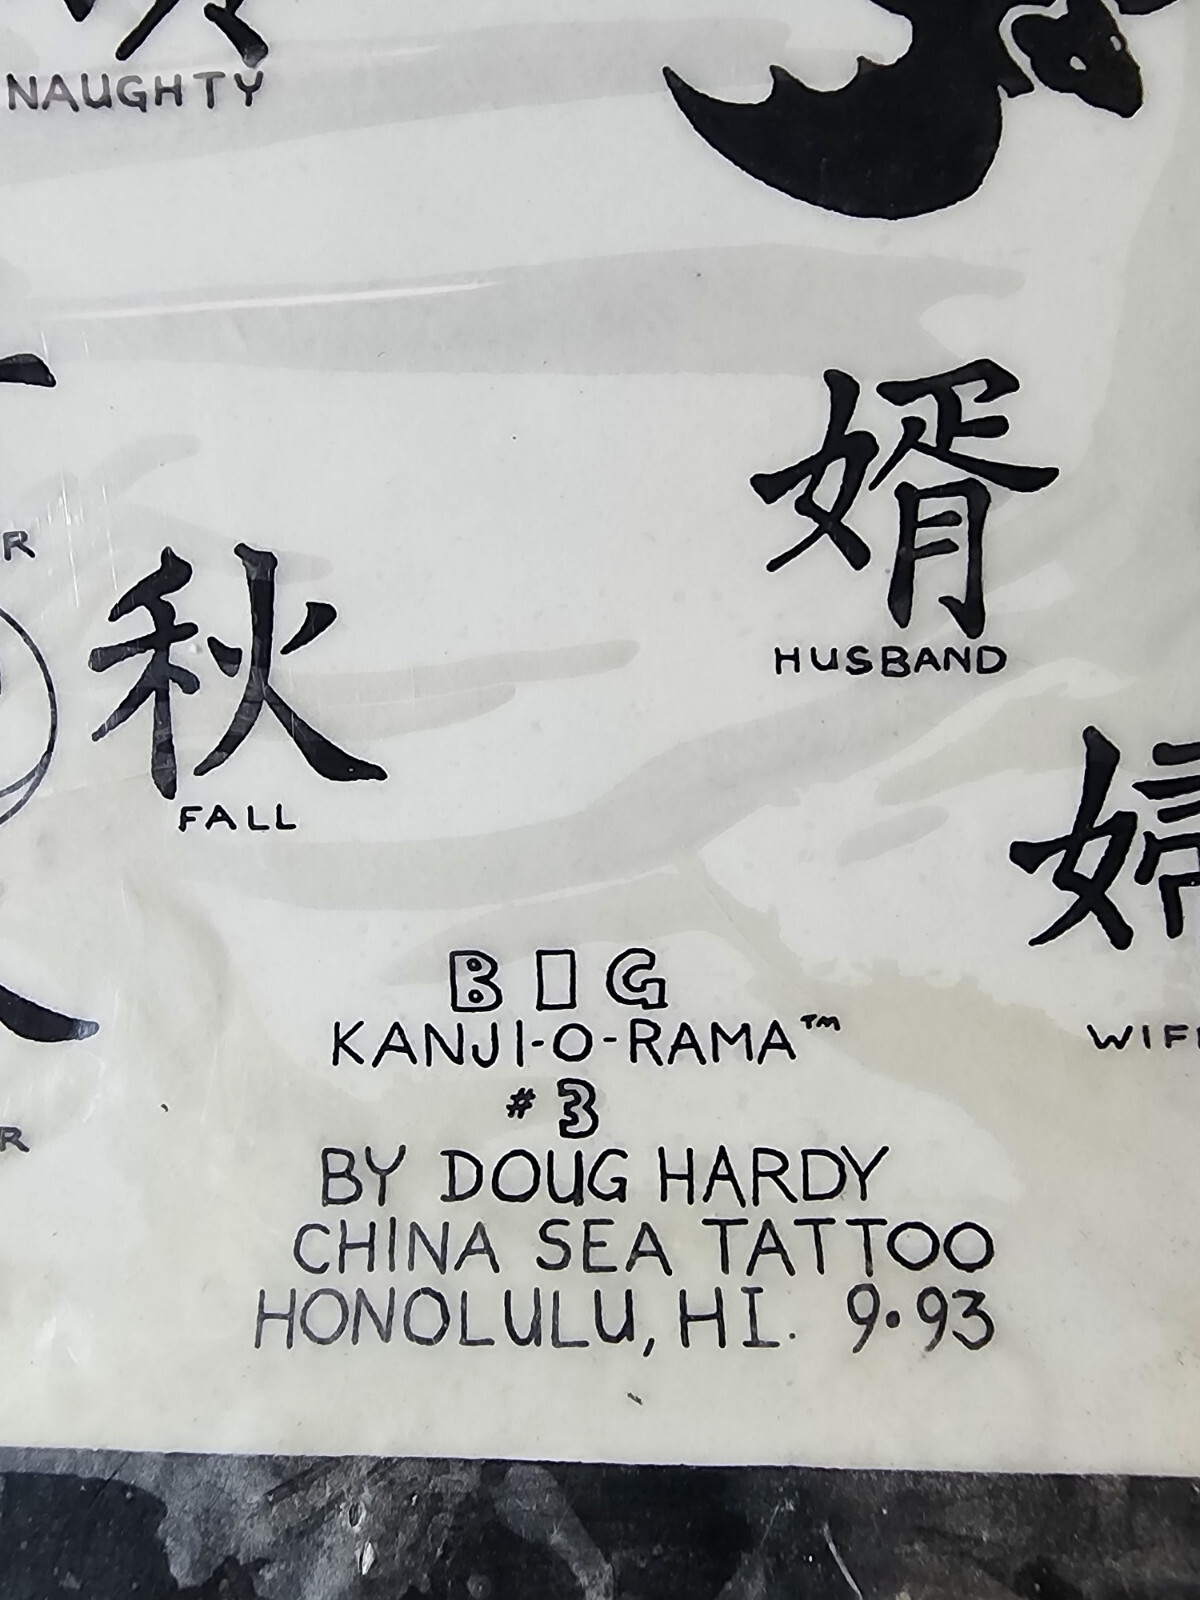 NAUGHTY
婿
HUSBAND
R
秋
FALL
婦
BIG
KANJI-O-RAMA™
#3
BY DOUG HARDY
CHINA SEA TATTOO
HONOLULU, HI. 9·93
R